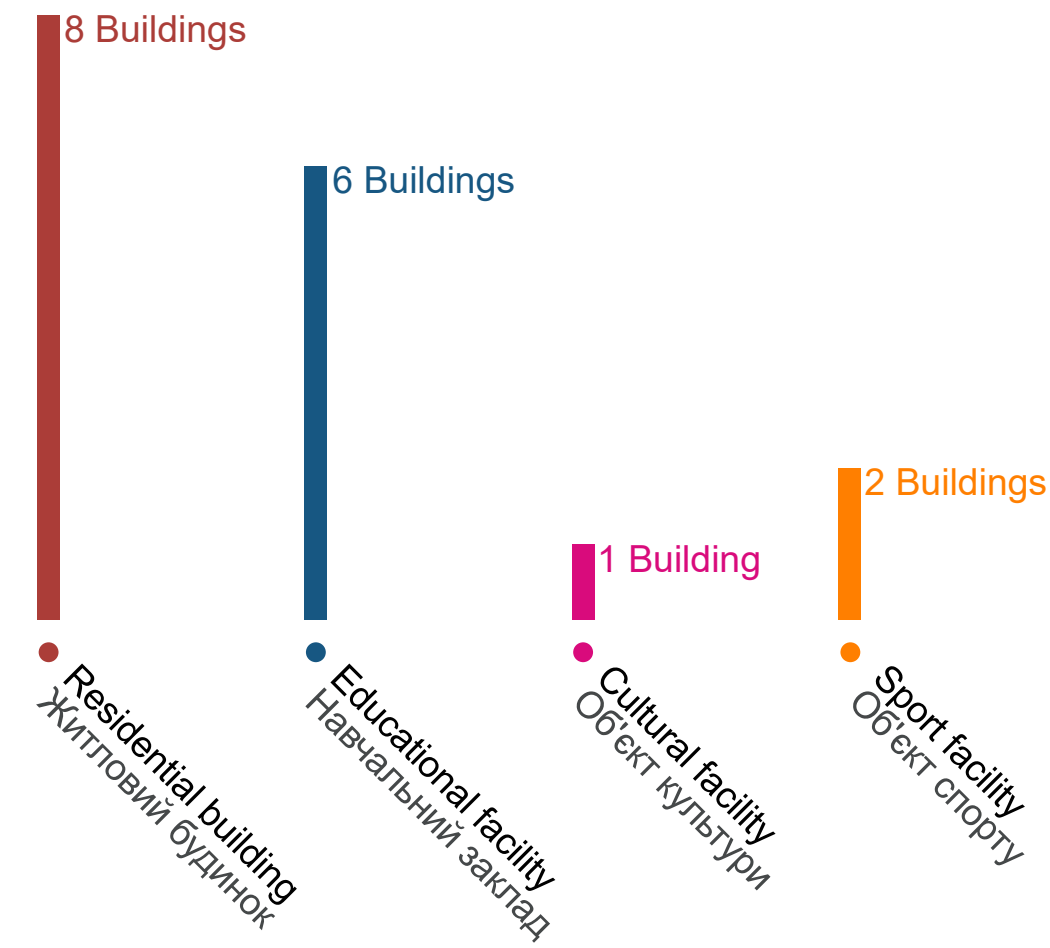 8 Buildings
6 Buildings
1 Building
2 Buildings
Residential building
Житловий будинок
Educational facility
Навчальний заклад
Cultural facility
Об'єкт культури
Sport facility
Об'єкт спорту